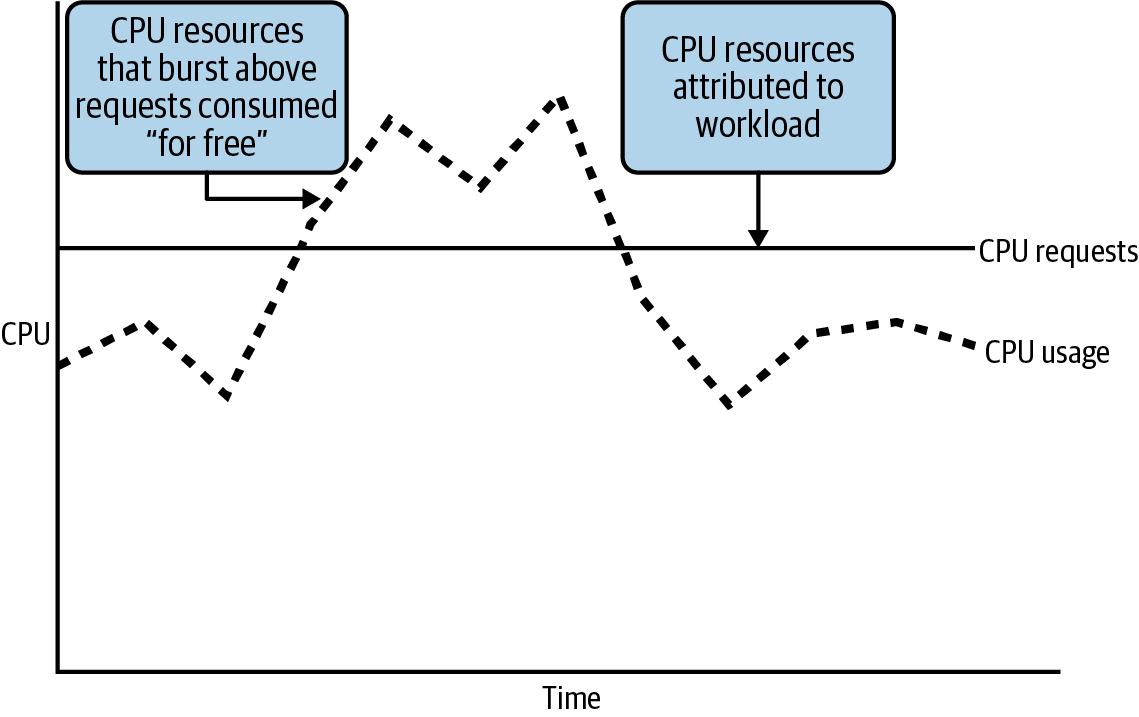 CPU resources
that burst above
requests consumed
“for free”
CPU resources
attributed to
workload
CPU requests
CPU
CPU usage
Time